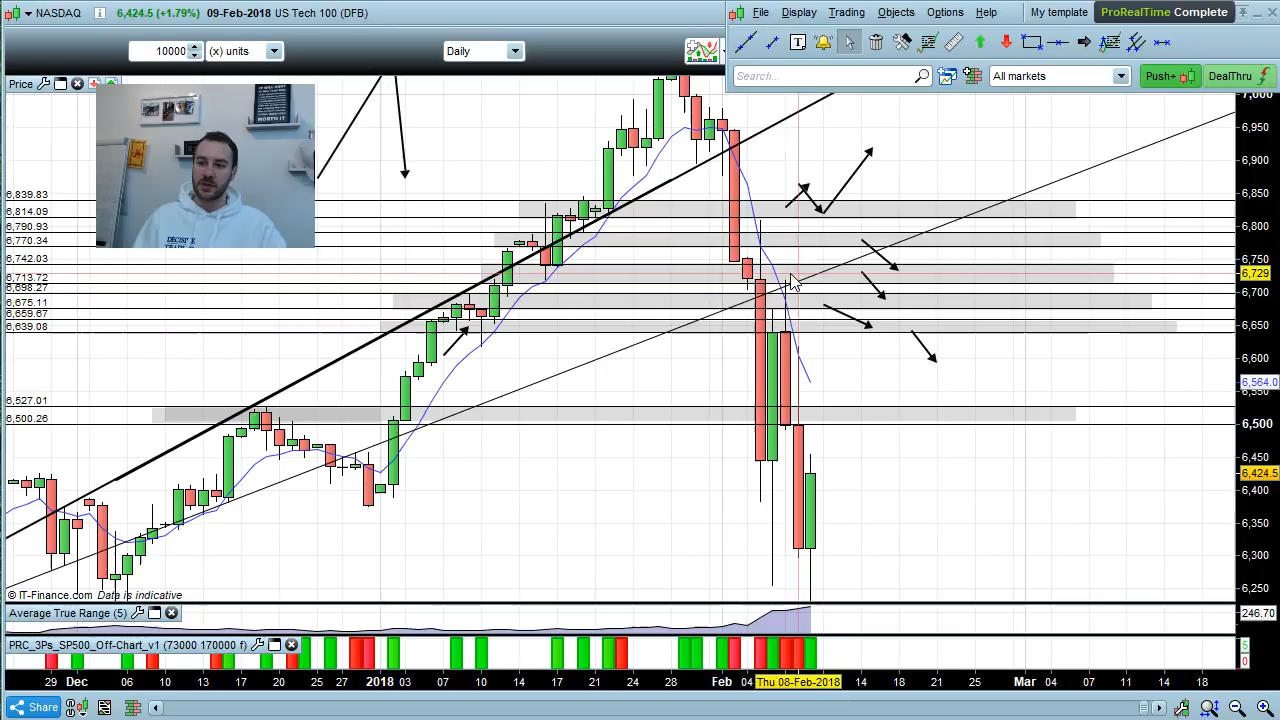 NASDAQ 6,424.5 (+1.79%) 09-Feb-2018 US Tech 100 (DFB)
File Display Trading Objects Options Help My template ProRealTime Complete
10000 (x) units Daily
Search... All markets Push+ DealThru
Price
7,000
6,950
6,900
6,850
6,800
6,750
6,729
6,700
6,650
6,600
6,564.0
6,550
6,500
6,450
6,424.5
6,400
6,350
6,300
6,250
6,839.83
6,814.09
6,790.93
6,770.34
6,742.03
6,713.72
6,698.27
6,675.11
6,659.67
6,639.08
6,527.01
6,500.26
WORTH IT
© IT-Finance.com Data is indicative
Average True Range (5) 246.70
PRC_3Ps_SP500_Off-Chart_v1 (73000 170000 f) 5
0
29 Dec 06 10 13 17 20 25 27 2018 03 07 10 14 17 21 25 28 Feb 04 Thu 08-Feb-2018 14 18 21 25 Mar 04 07 11 14 18
Share